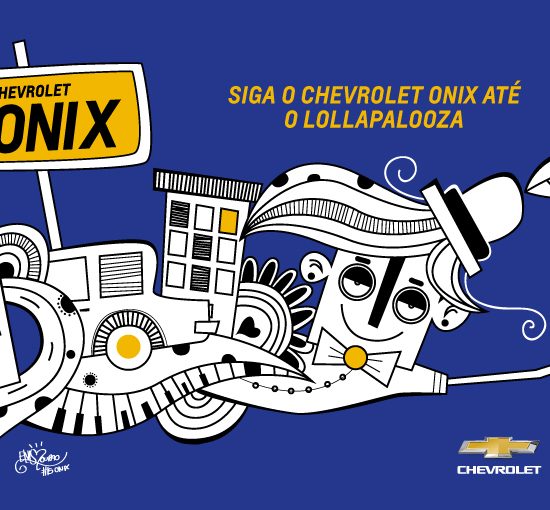 CHEVROLET
ONIX
SIGA O CHEVROLET ONIX ATÉ
O LOLLAPALOOZA
CHEVROLET